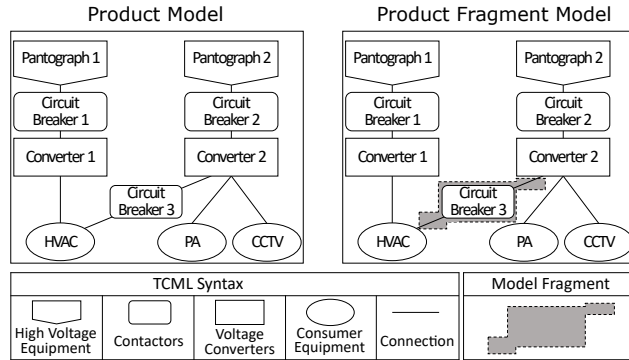 Product Model
Product Fragment Model
Pantograph 1
Pantograph 2
Circuit
Breaker 1
Circuit
Breaker 2
Converter 1
Converter 2
Circuit
Breaker 3
HVAC
PA
CCTV
Pantograph 1
Pantograph 2
Circuit
Breaker 1
Circuit
Breaker 2
Converter 1
Converter 2
Circuit
Breaker 3
HVAC
PA
CCTV
TCML Syntax
High Voltage
Equipment
Contactors
Voltage
Converters
Consumer
Equipment
Connection
Model Fragment